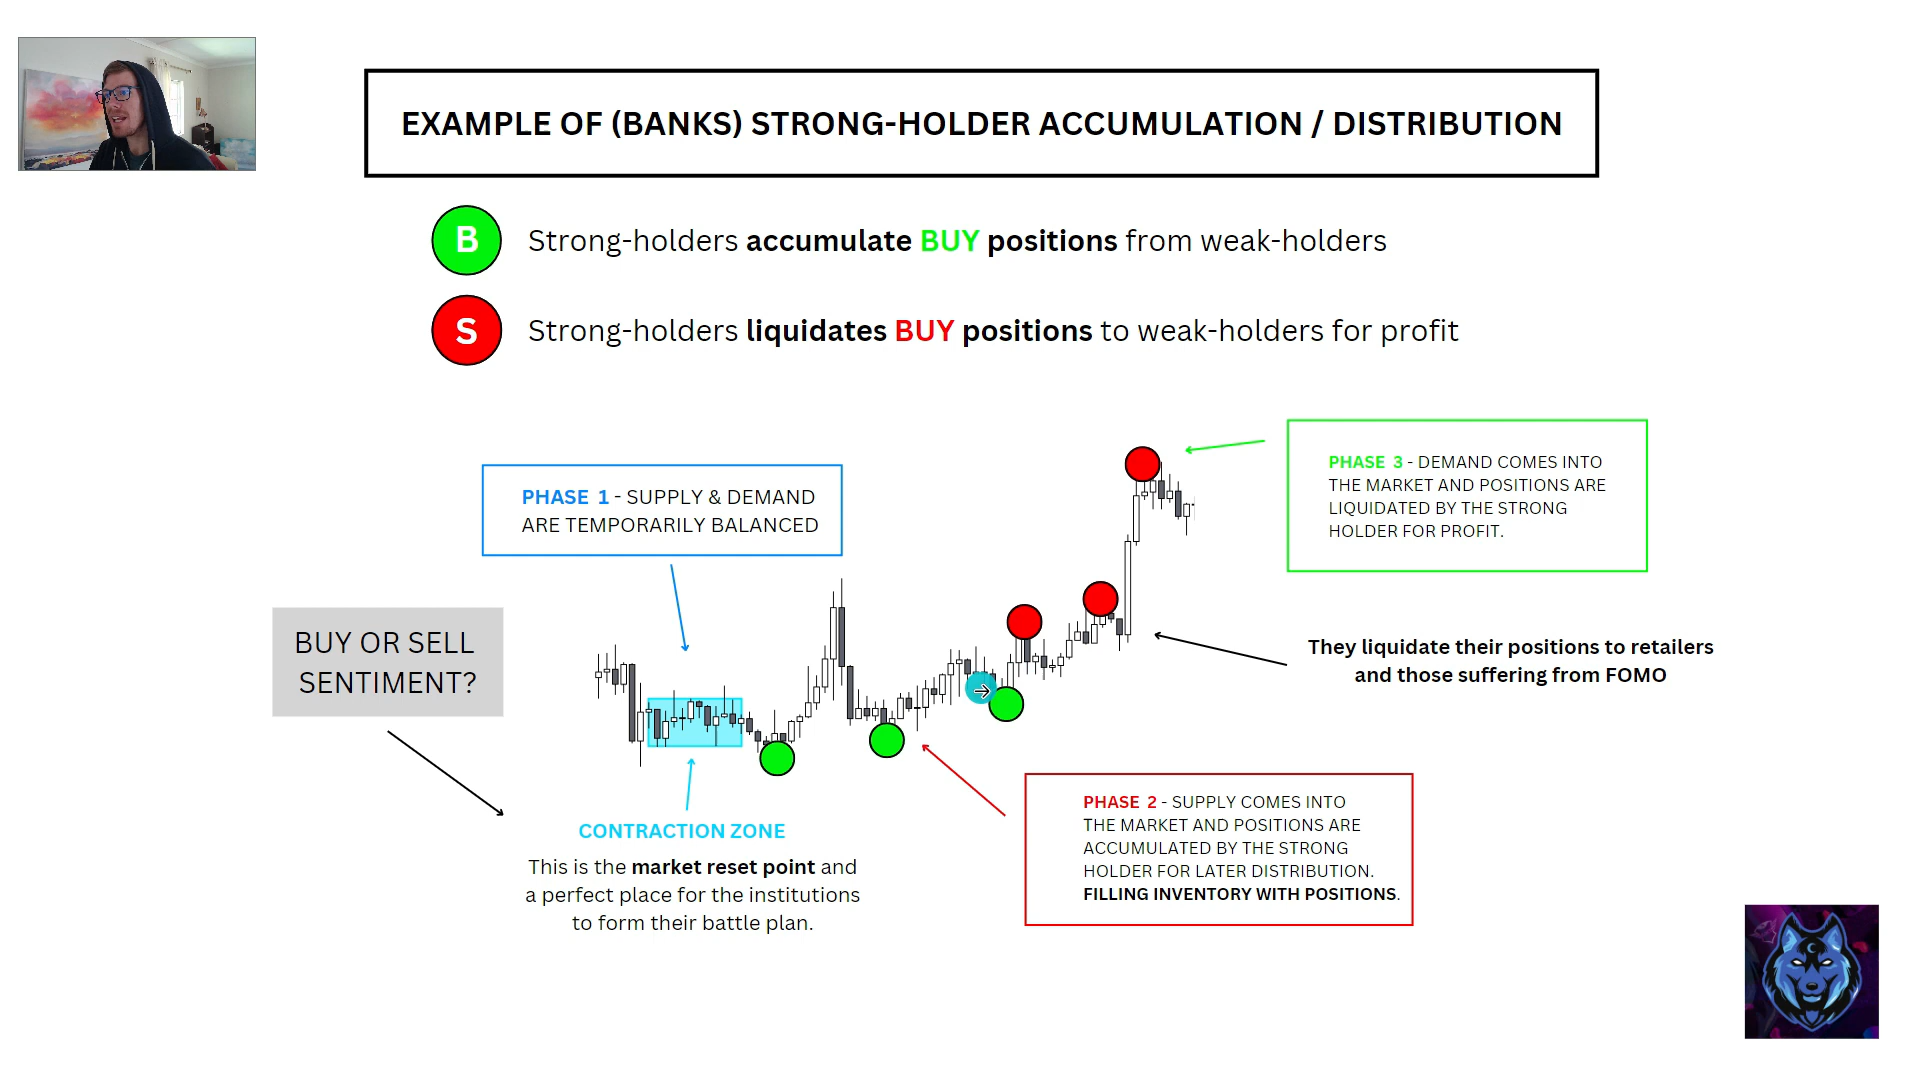 EXAMPLE OF (BANKS) STRONG-HOLDER ACCUMULATION / DISTRIBUTION
B
Strong-holders accumulate BUY positions from weak-holders
S
Strong-holders liquidates BUY positions to weak-holders for profit
PHASE 1 - SUPPLY & DEMAND
ARE TEMPORARILY BALANCED
PHASE 3 - DEMAND COMES INTO
THE MARKET AND POSITIONS ARE
LIQUIDATED BY THE STRONG
HOLDER FOR PROFIT.
BUY OR SELL
SENTIMENT?
They liquidate their positions to retailers
and those suffering from FOMO
CONTRACTION ZONE
This is the market reset point and
a perfect place for the institutions
to form their battle plan.
PHASE 2 - SUPPLY COMES INTO
THE MARKET AND POSITIONS ARE
ACCUMULATED BY THE STRONG
HOLDER FOR LATER DISTRIBUTION.
FILLING INVENTORY WITH POSITIONS.